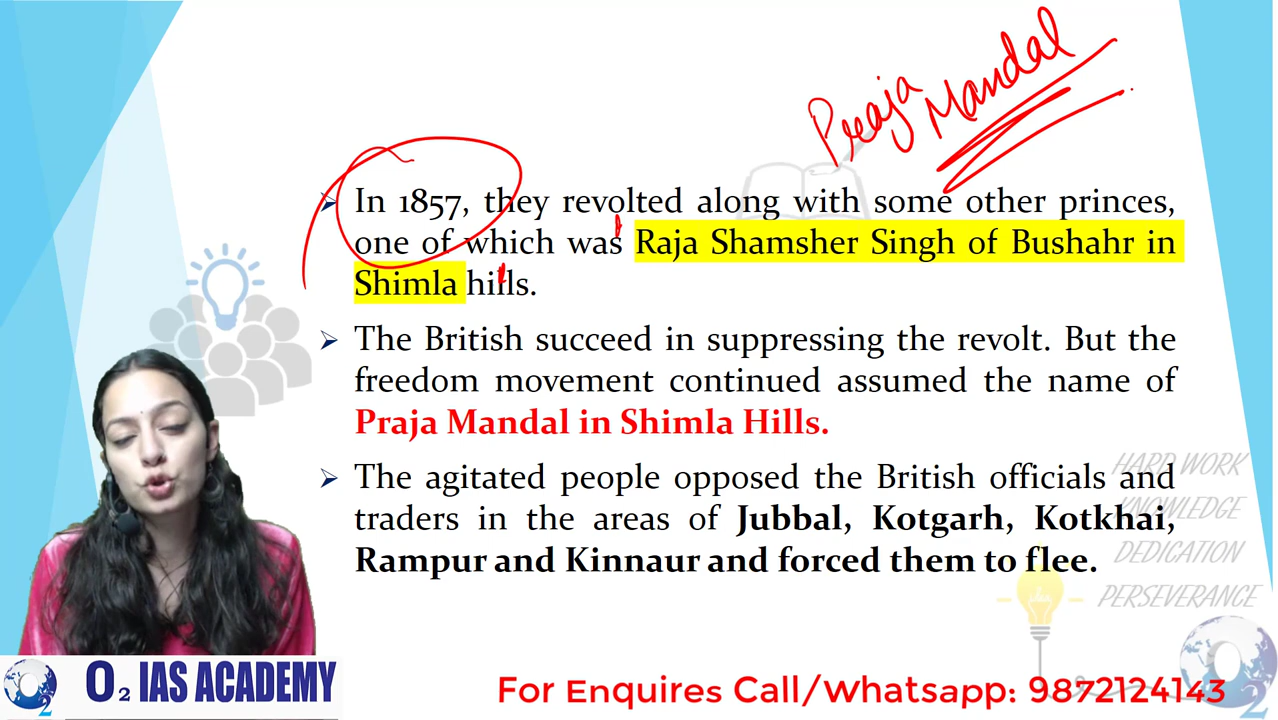 Praja Mandal
➢ In 1857, they revolted along with some other princes,
one of which was Raja Shamsher Singh of Bushahr in
Shimla hills.
➢ The British succeed in suppressing the revolt. But the
freedom movement continued assumed the name of
Praja Mandal in Shimla Hills.
➢ The agitated people opposed the British officials and
traders in the areas of Jubbal, Kotgarh, Kotkhai,
Rampur and Kinnaur and forced them to flee.
HARD WORK
KNOWLEDGE
DEDICATION
PERSEVERANCE
idea
O2 IAS ACADEMY
For Enquires Call/Whatsapp: 9872124143
2
2